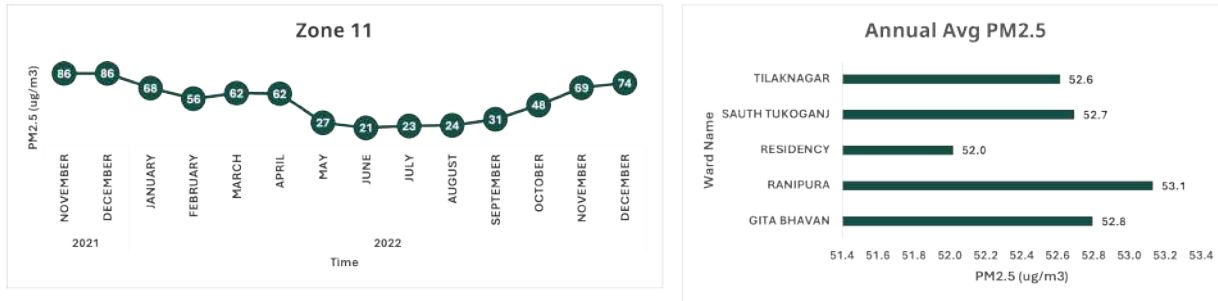 Zone 11
PM2.5 (ug/m3)
86 86 68 56 62 62 27 21 23 24 31 48 69 74
NOVEMBER DECEMBER JANUARY FEBRUARY MARCH APRIL MAY JUNE JULY AUGUST SEPTEMBER OCTOBER NOVEMBER DECEMBER
2021 2022
Time
Annual Avg PM2.5
Ward Name
TILAKNAGAR 52.6
SAUTH TUKOGANJ 52.7
RESIDENCY 52.0
RANIPURA 53.1
GITA BHAVAN 52.8
51.4 51.6 51.8 52.0 52.2 52.4 52.6 52.8 53.0 53.2 53.4
PM2.5 (ug/m3)